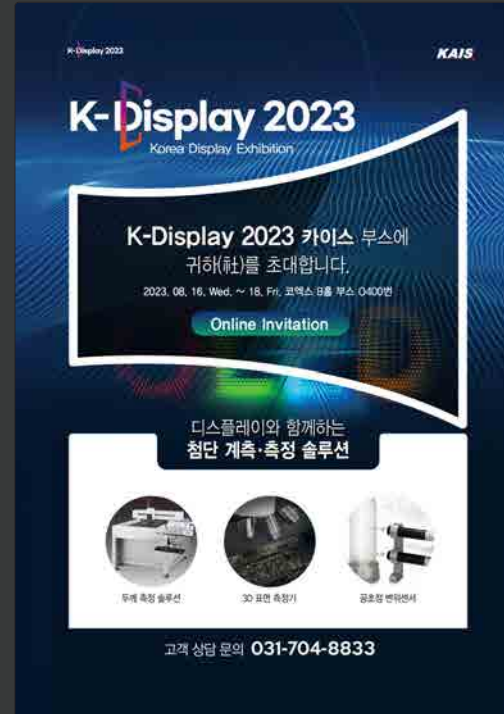 K-Display 2023
KAIS
K-Display 2023
Korea Display Exhibition
K-Display 2023 카이스 부스에
귀하(社)를 초대합니다.
2023. 08. 16. Wed. ~ 18. Fri. 코엑스 B홀 부스 O400번
Online Invitation
OLED
디스플레이와 함께하는
첨단 계측·측정 솔루션
두께 측정 솔루션
3D 표면 측정기
공초점 변위센서
고객 상담 문의 031-704-8833